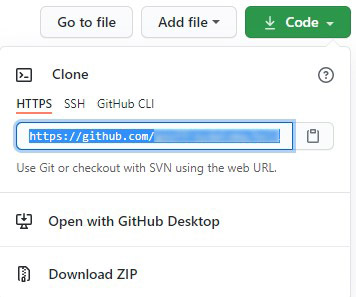 Go to file Add file Code
Clone
HTTPS SSH GitHub CLI
https://github.com/
Use Git or checkout with SVN using the web URL.
Open with GitHub Desktop
Download ZIP